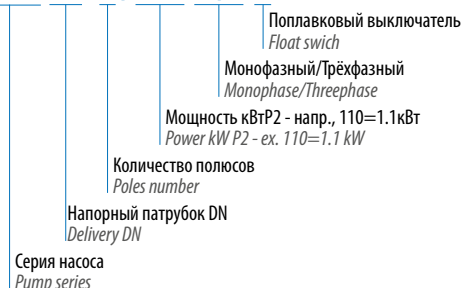 Поплавковый выключатель
Float swich
Монофазный/Трёхфазный
Monophase/Threephase
Мощность кВтP2 - напр., 110=1.1кВт
Power kW P2 - ex. 110=1.1 kW
Количество полюсов
Poles number
Напорный патрубок DN
Delivery DN
Серия насоса
Pump series